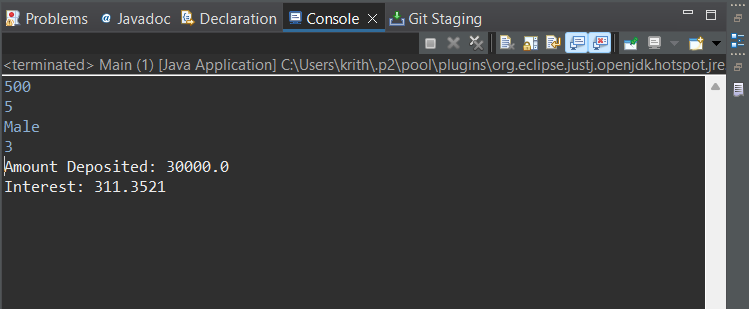 Problems @ Javadoc Declaration Console Git Staging
<terminated> Main (1) [Java Application] C:\Users\krith\.p2\pool\plugins\org.eclipse.justj.openjdk.hotspot.jre
500
5
Male
3
Amount Deposited: 30000.0
Interest: 311.3521